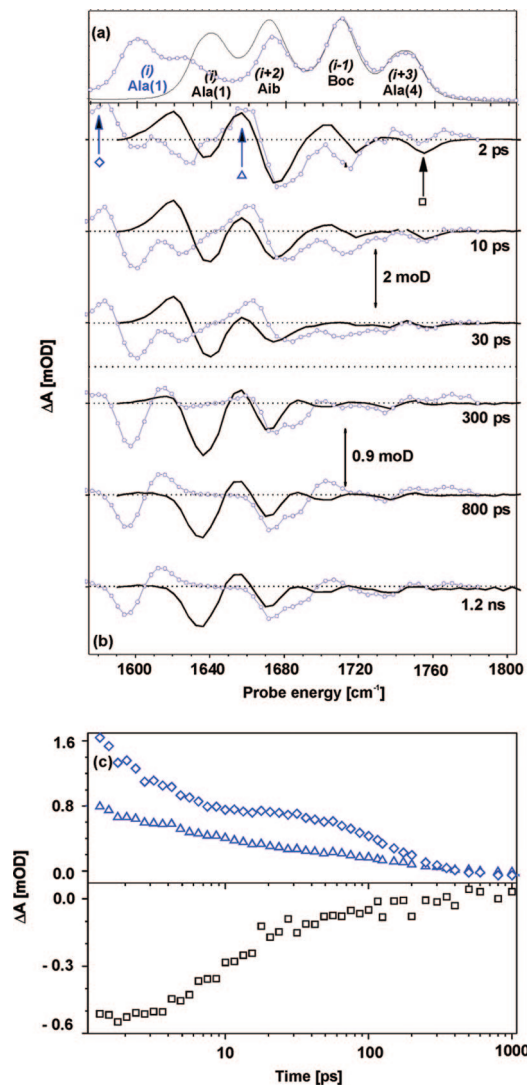 (a)
(i) (i) (i+2) (i-1) (i+3)
Ala(1) Ala(1) Aib Boc Ala(4)
2 ps
10 ps
2 moD
30 ps
ΔA [mOD]
300 ps
0.9 moD
800 ps
1.2 ns
(b)
1600 1640 1680 1720 1760 1800
Probe energy [cm⁻¹]
1.6
(c)
0.8
0.0
ΔA [mOD]
0.0
- 0.3
- 0.6
10 100 1000
Time [ps]